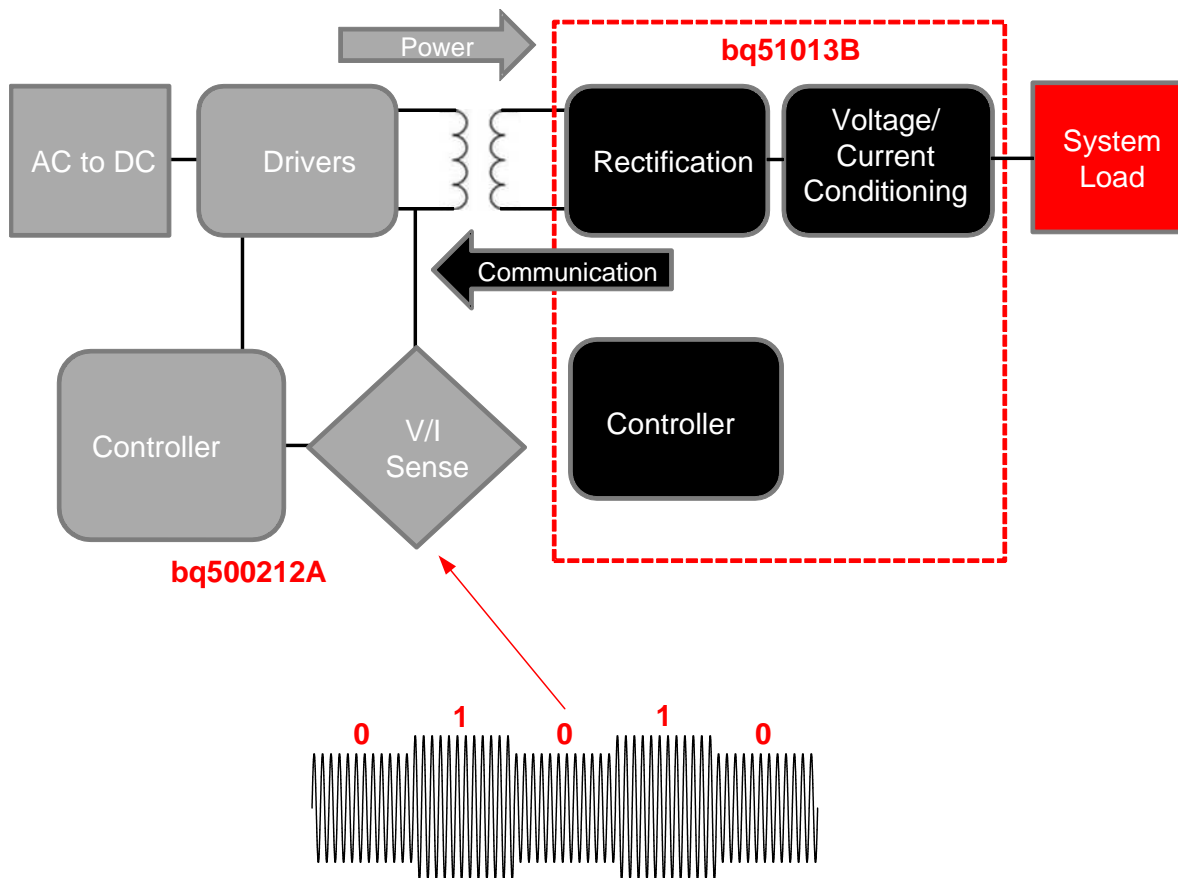 Power
bq51013B
AC to DC
Drivers
Rectification
Voltage/
Current
Conditioning
System
Load
Communication
Controller
V/I
Sense
Controller
bq500212A
0
1
0
1
0